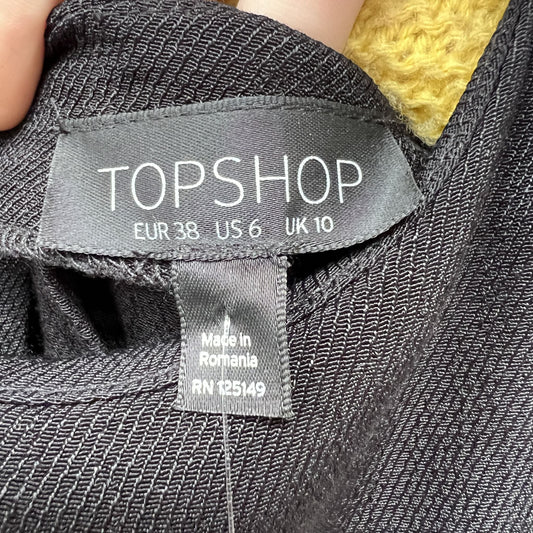 TOPSHOP
EUR 38 US 6 UK 10
Made in
Romania
RN 125149